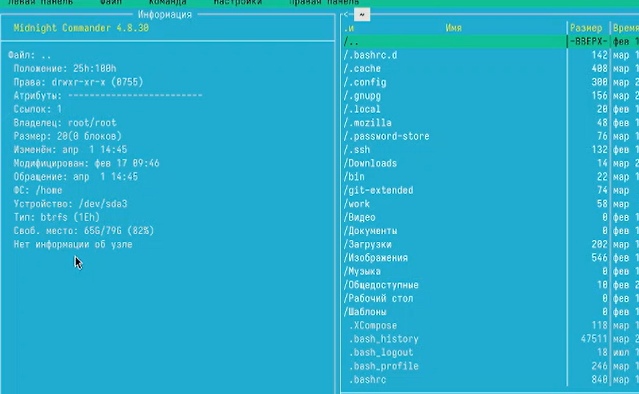 Левая панель Файл Команда Настройки Правая панель
Информация
Midnight Commander 4.8.30
Файл: ..
Положение: 25h:100h
Права: drwxr-xr-x (0755)
Атрибуты: ------------------------
Ссылок: 1
Владелец: root/root
Размер: 20(0 блоков)
Изменён: апр 1 14:45
Модифицирован: фев 17 09:46
Обращение: апр 1 14:45
ФС: /home
Устройство: /dev/sda3
Тип: btrfs (1Eh)
Своб. место: 65G/79G (82%)
Нет информации об узле
<- ~
.и Имя Размер Время
/.. -ВВЕРХ- фев 1
/.bashrc.d 142 мар 1
/.cache 408 мар 1
/.config 300 мар 2
/.gnupg 156 мар 2
/.local 20 фев 1
/.mozilla 48 фев 1
/.password-store 76 мар 1
/.ssh 132 фев 1
/Downloads 14 мар 2
/bin 22 мар 1
/git-extended 74 мар
/work 58 мар 2
/Видео 0 фев 1
/Документы 0 фев 1
/Загрузки 202 мар 1
/Изображения 546 мар 1
/Музыка 0 фев 1
/Общедоступные 10 фев 2
/Рабочий стол 0 фев 1
/Шаблоны 0 фев 1
.XCompose 118 мар 1
.bash_history 47511 мар 2
.bash_logout 18 июл 1
.bash_profile 246 мар 1
.bashrc 840 мар 1